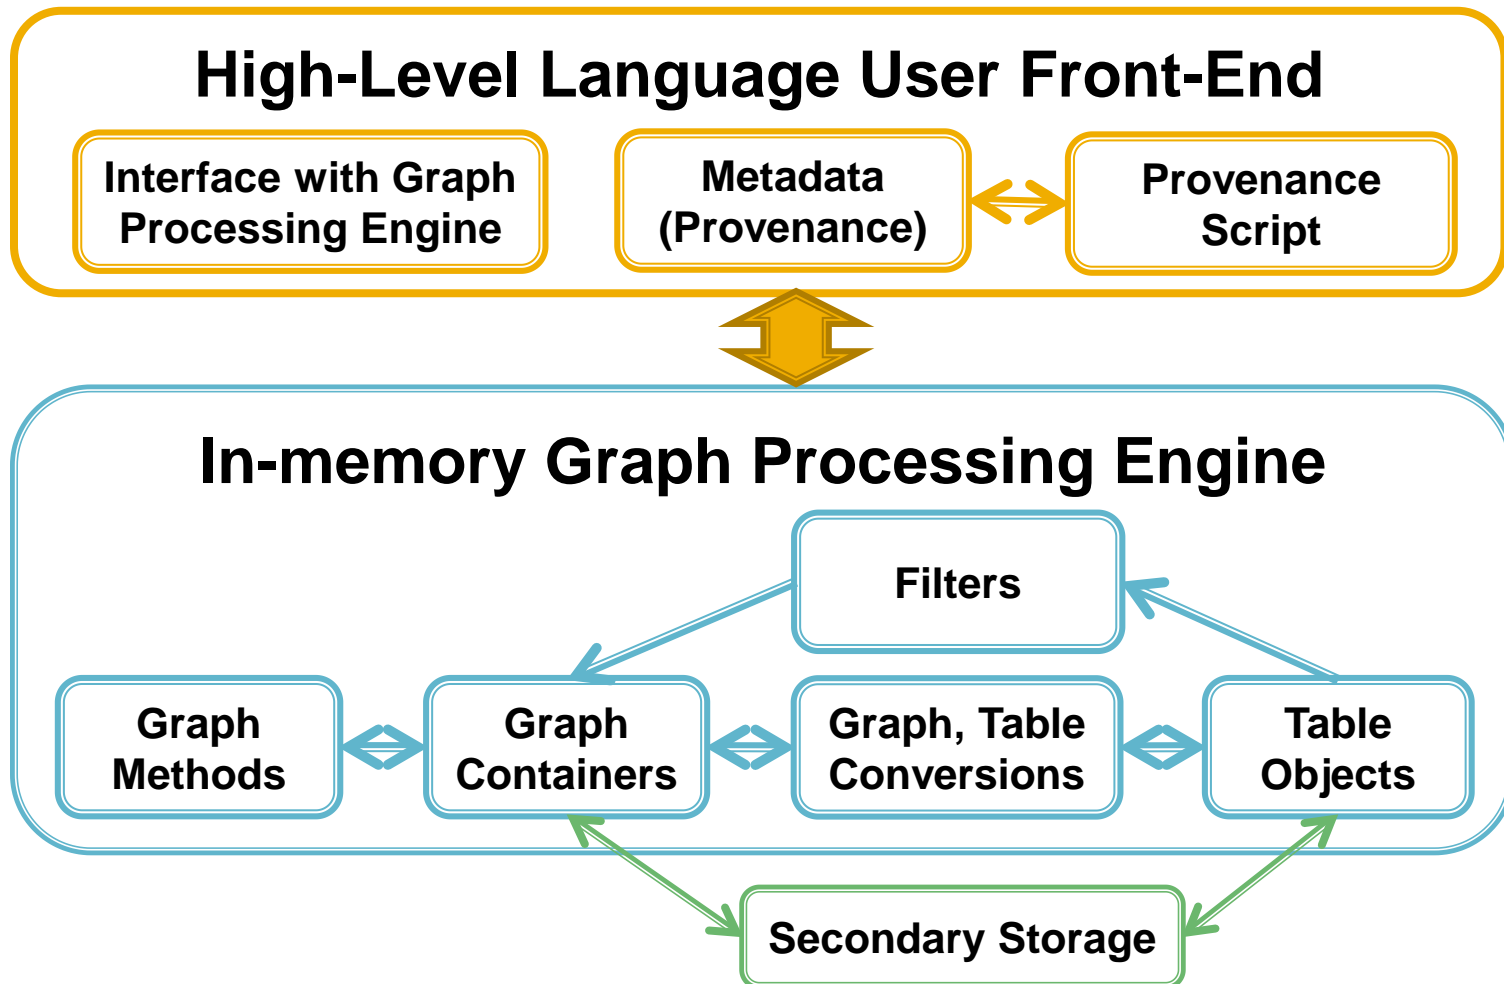 High-Level Language User Front-End
Interface with Graph
Processing Engine
Metadata
(Provenance)
Provenance
Script
In-memory Graph Processing Engine
Filters
Graph
Methods
Graph
Containers
Graph, Table
Conversions
Table
Objects
Secondary Storage